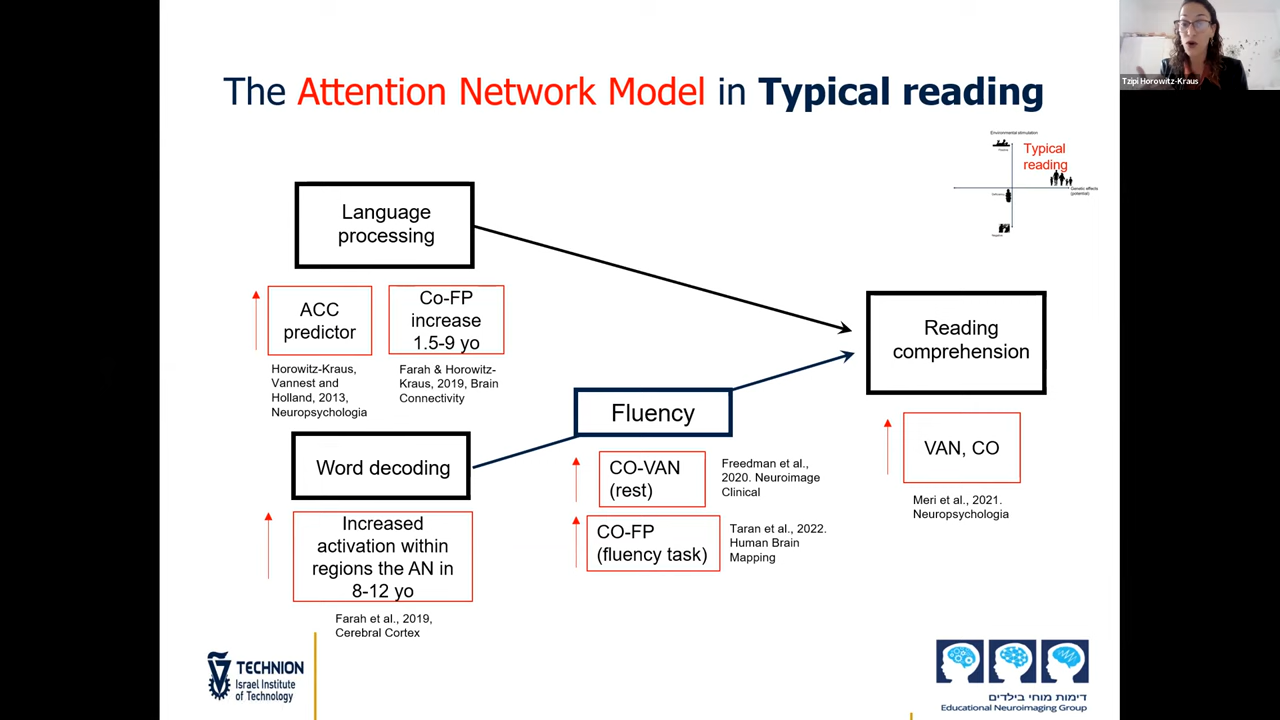 Tzipi Horowitz-Kraus
The Attention Network Model in Typical reading
Environmental stimulation
Typical
reading
Genetic effects
(potential)
Language
processing
ACC
predictor
Co-FP
increase
1.5-9 yo
Horowitz-Kraus,
Vannest and
Holland, 2013,
Neuropsychologia
Farah & Horowitz-
Kraus, 2019, Brain
Connectivity
Reading
comprehension
Fluency
Word decoding
VAN, CO
CO-VAN
(rest)
Freedman et al.,
2020. Neuroimage
Clinical
Meri et al., 2021.
Neuropsychologia
Increased
activation within
regions the AN in
8-12 yo
CO-FP
(fluency task)
Taran et al., 2022.
Human Brain
Mapping
Farah et al., 2019,
Cerebral Cortex
TECHNION
Israel Institute
of Technology
דימות מוחי בילדים
Educational Neuroimaging Group